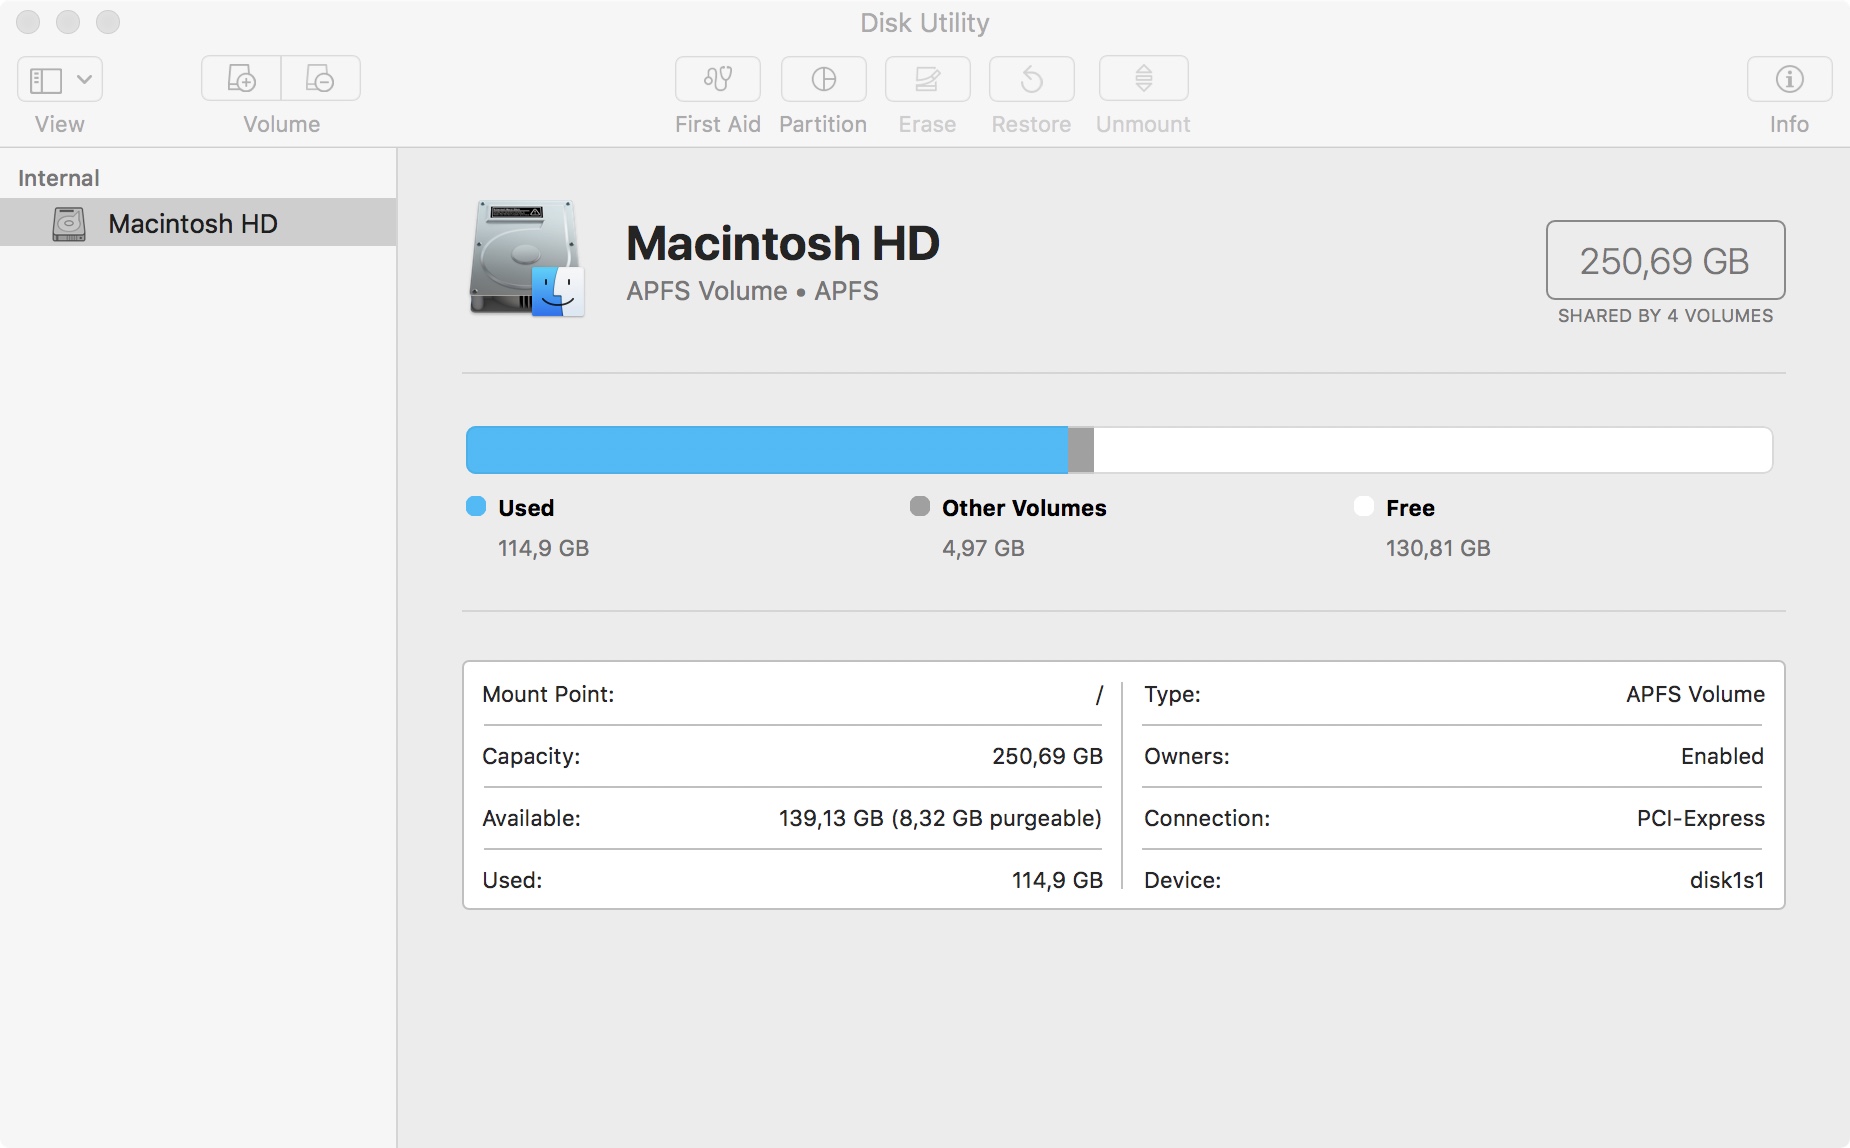 Disk Utility
View
Volume
First Aid
Partition
Erase
Restore
Unmount
Info
Internal
Macintosh HD
Macintosh HD
APFS Volume • APFS
250,69 GB
SHARED BY 4 VOLUMES
Used
114,9 GB
Other Volumes
4,97 GB
Free
130,81 GB
Mount Point: /
Capacity: 250,69 GB
Available: 139,13 GB (8,32 GB purgeable)
Used: 114,9 GB
Type: APFS Volume
Owners: Enabled
Connection: PCI-Express
Device: disk1s1